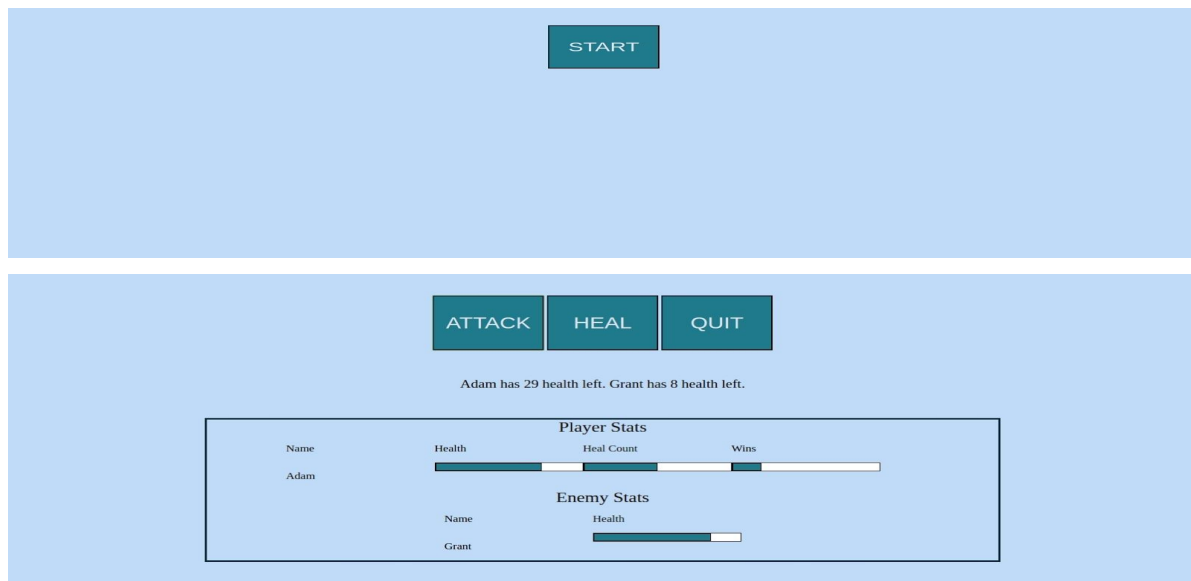 START
ATTACK HEAL QUIT
Adam has 29 health left. Grant has 8 health left.
Player Stats
Name Health Heal Count Wins
Adam
Enemy Stats
Name Health
Grant